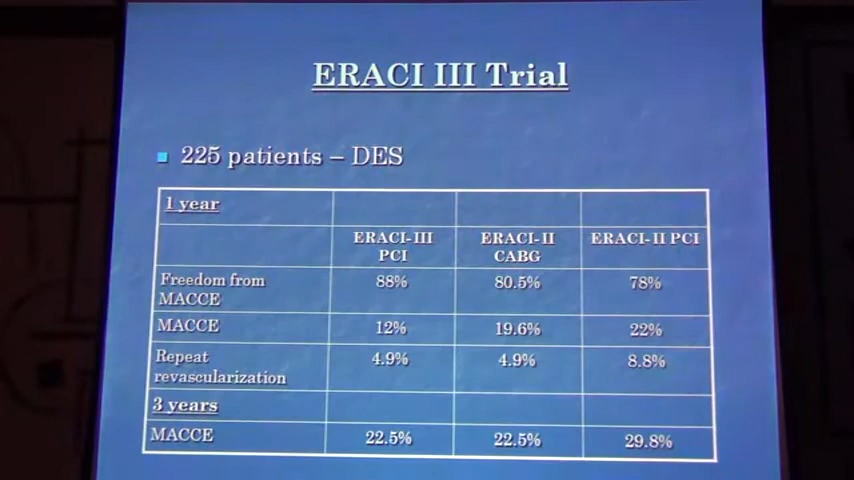 ERACI III Trial
225 patients – DES
1 year
ERACI-III PCI ERACI-II CABG ERACI-II PCI
Freedom from MACCE 88% 80.5% 78%
MACCE 12% 19.6% 22%
Repeat revascularization 4.9% 4.9% 8.8%
3 years
MACCE 22.5% 22.5% 29.8%